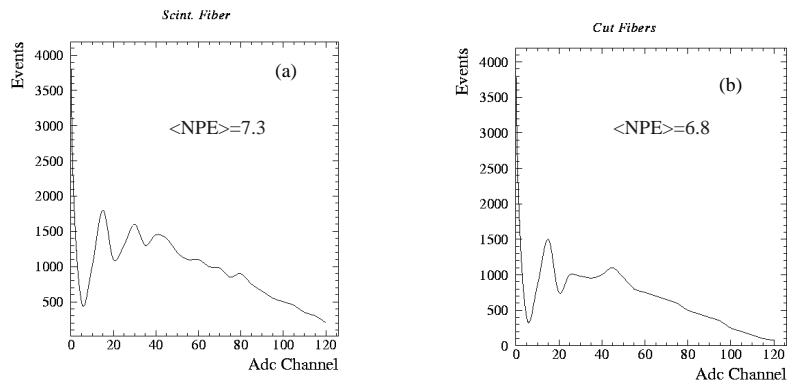 Scint. Fiber
Events
4000
3500
3000
2500
2000
1500
1000
500
0 20 40 60 80 100 120
Adc Channel
(a)
<NPE>=7.3
Cut Fibers
Events
4000
3500
3000
2500
2000
1500
1000
500
0
0 20 40 60 80 100 120
Adc Channel
(b)
<NPE>=6.8